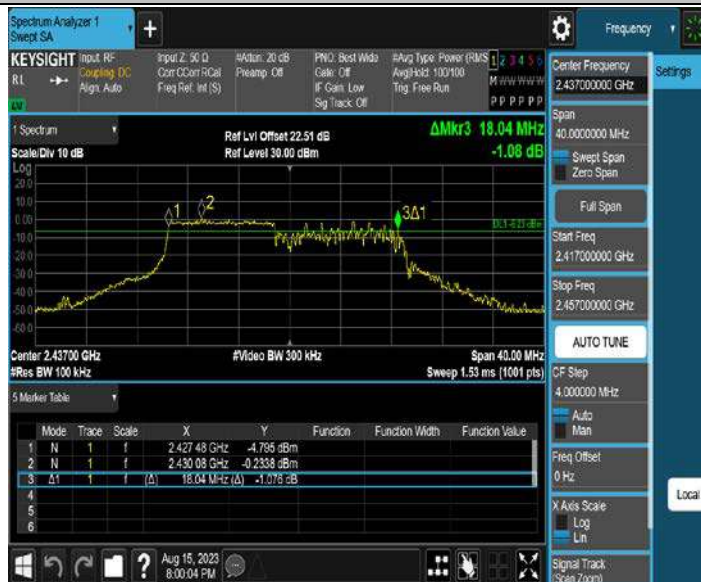 Spectrum Analyzer 1
Swept SA
+
Frequency
KEYSIGHT
RL
Input: RF
Coupling: DC
Align: Auto
Input Z: 50 Ω
Corr CCorr RCal
Freq Ref: Int (S)
#Atten: 20 dB
Preamp: Off
PNO: Best Wide
Gate: Off
IF Gain: Low
Sig Track: Off
#Avg Type: Power (RMS
Avg|Hold: 100/100
Trig: Free Run
1 2 3 4 5 6
M W W W W W
P P P P P P
1 Spectrum
Scale/Div 10 dB
Ref Lvl Offset 22.51 dB
Ref Level 30.00 dBm
ΔMkr3 18.04 MHz
-1.08 dB
Log
20.0
10.0
0.00
-10.0
-20.0
-30.0
-40.0
-50.0
-60.0
1
2
3Δ1
Center 2.43700 GHz
#Res BW 100 kHz
#Video BW 300 kHz
Span 40.00 MHz
Sweep 1.53 ms (1001 pts)
5 Marker Table
Mode Trace Scale X Y Function Function Width Function Value
1 N 1 f 2.427 48 GHz -4.795 dBm
2 N 1 f 2.430 08 GHz -0.2338 dBm
3 Δ1 1 f (Δ) 18.04 MHz (Δ) -1.076 dB
4
5
6
Aug 15, 2023
8:00:04 PM
Center Frequency
2.437000000 GHz
Span
40.0000000 MHz
Swept Span
Zero Span
Full Span
Start Freq
2.417000000 GHz
Stop Freq
2.457000000 GHz
AUTO TUNE
CF Step
4.000000 MHz
Auto
Man
Freq Offset
0 Hz
X Axis Scale
Log
Lin
Signal Track
(Span Zoom)
Settings
Local